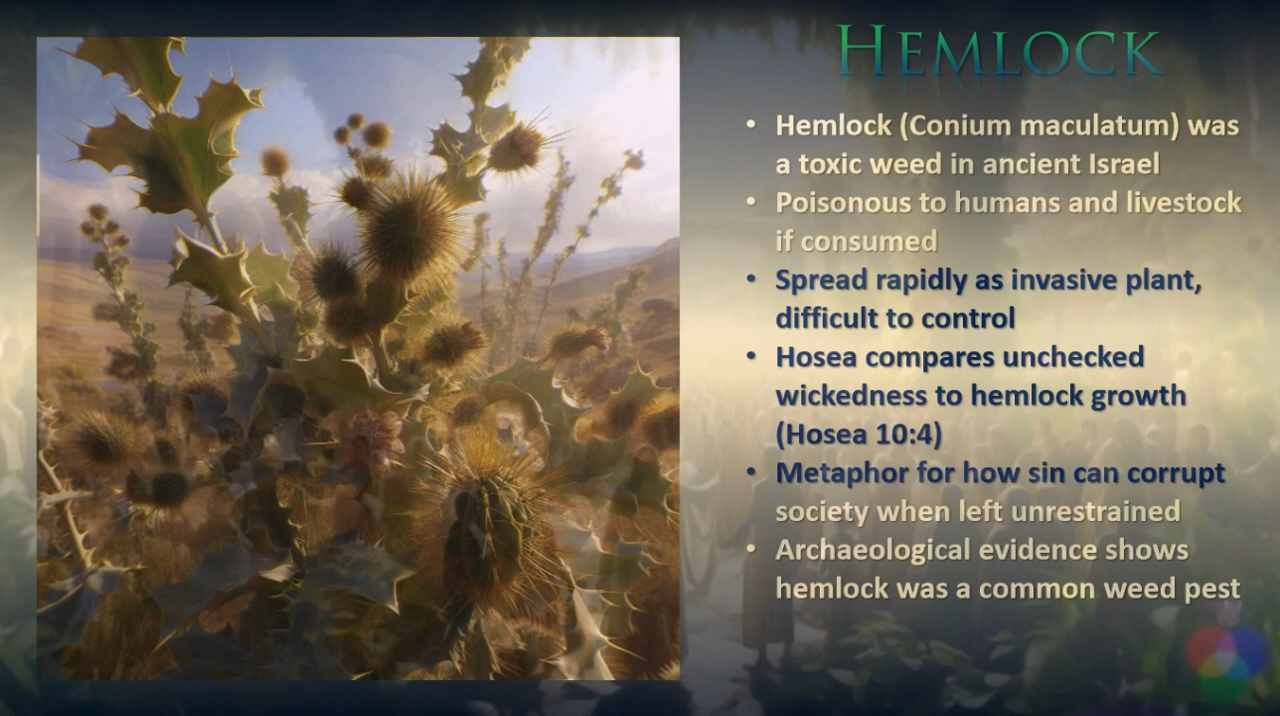 HEMLOCK
• Hemlock (Conium maculatum) was
a toxic weed in ancient Israel
• Poisonous to humans and livestock
if consumed
• Spread rapidly as invasive plant,
difficult to control
• Hosea compares unchecked
wickedness to hemlock growth
(Hosea 10:4)
• Metaphor for how sin can corrupt
society when left unrestrained
• Archaeological evidence shows
hemlock was a common weed pest